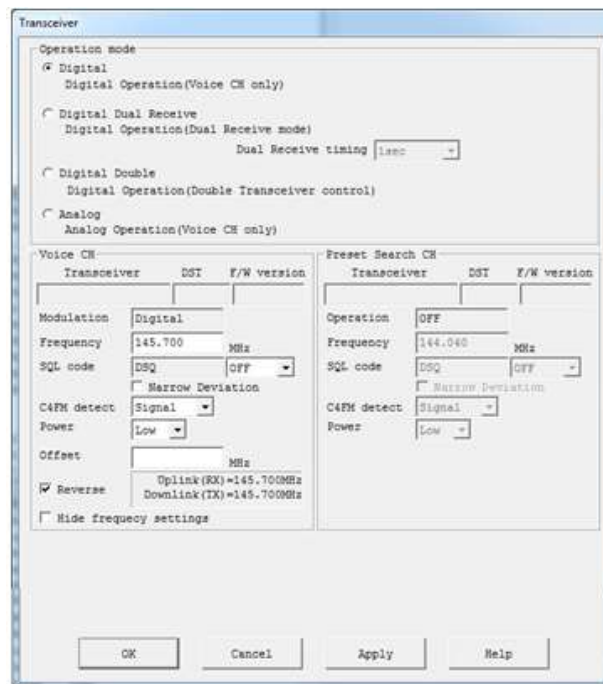 Transceiver
Operation mode
Digital
Digital Operation(Voice CH only)
Digital Dual Receive
Digital Operation(Dual Receive mode)
Dual Receive timing 1sec
Digital Double
Digital Operation(Double Transceiver control)
Analog
Analog Operation(Voice CH only)
Voice CH
Transceiver DST F/W version
Modulation Digital
Frequency 145.700 MHz
SQL code DSQ OFF
Narrow Deviation
C4FM detect Signal
Power Low
Offset MHz
Reverse
Uplink(RX)=145.700MHz
Downlink(TX)=145.700MHz
Hide frequecy settings
Preset Search CH
Transceiver DST F/W version
Operation OFF
Frequency 144.040 MHz
SQL code DSQ OFF
Narrow Deviation
C4FM detect Signal
Power Low
OK Cancel Apply Help